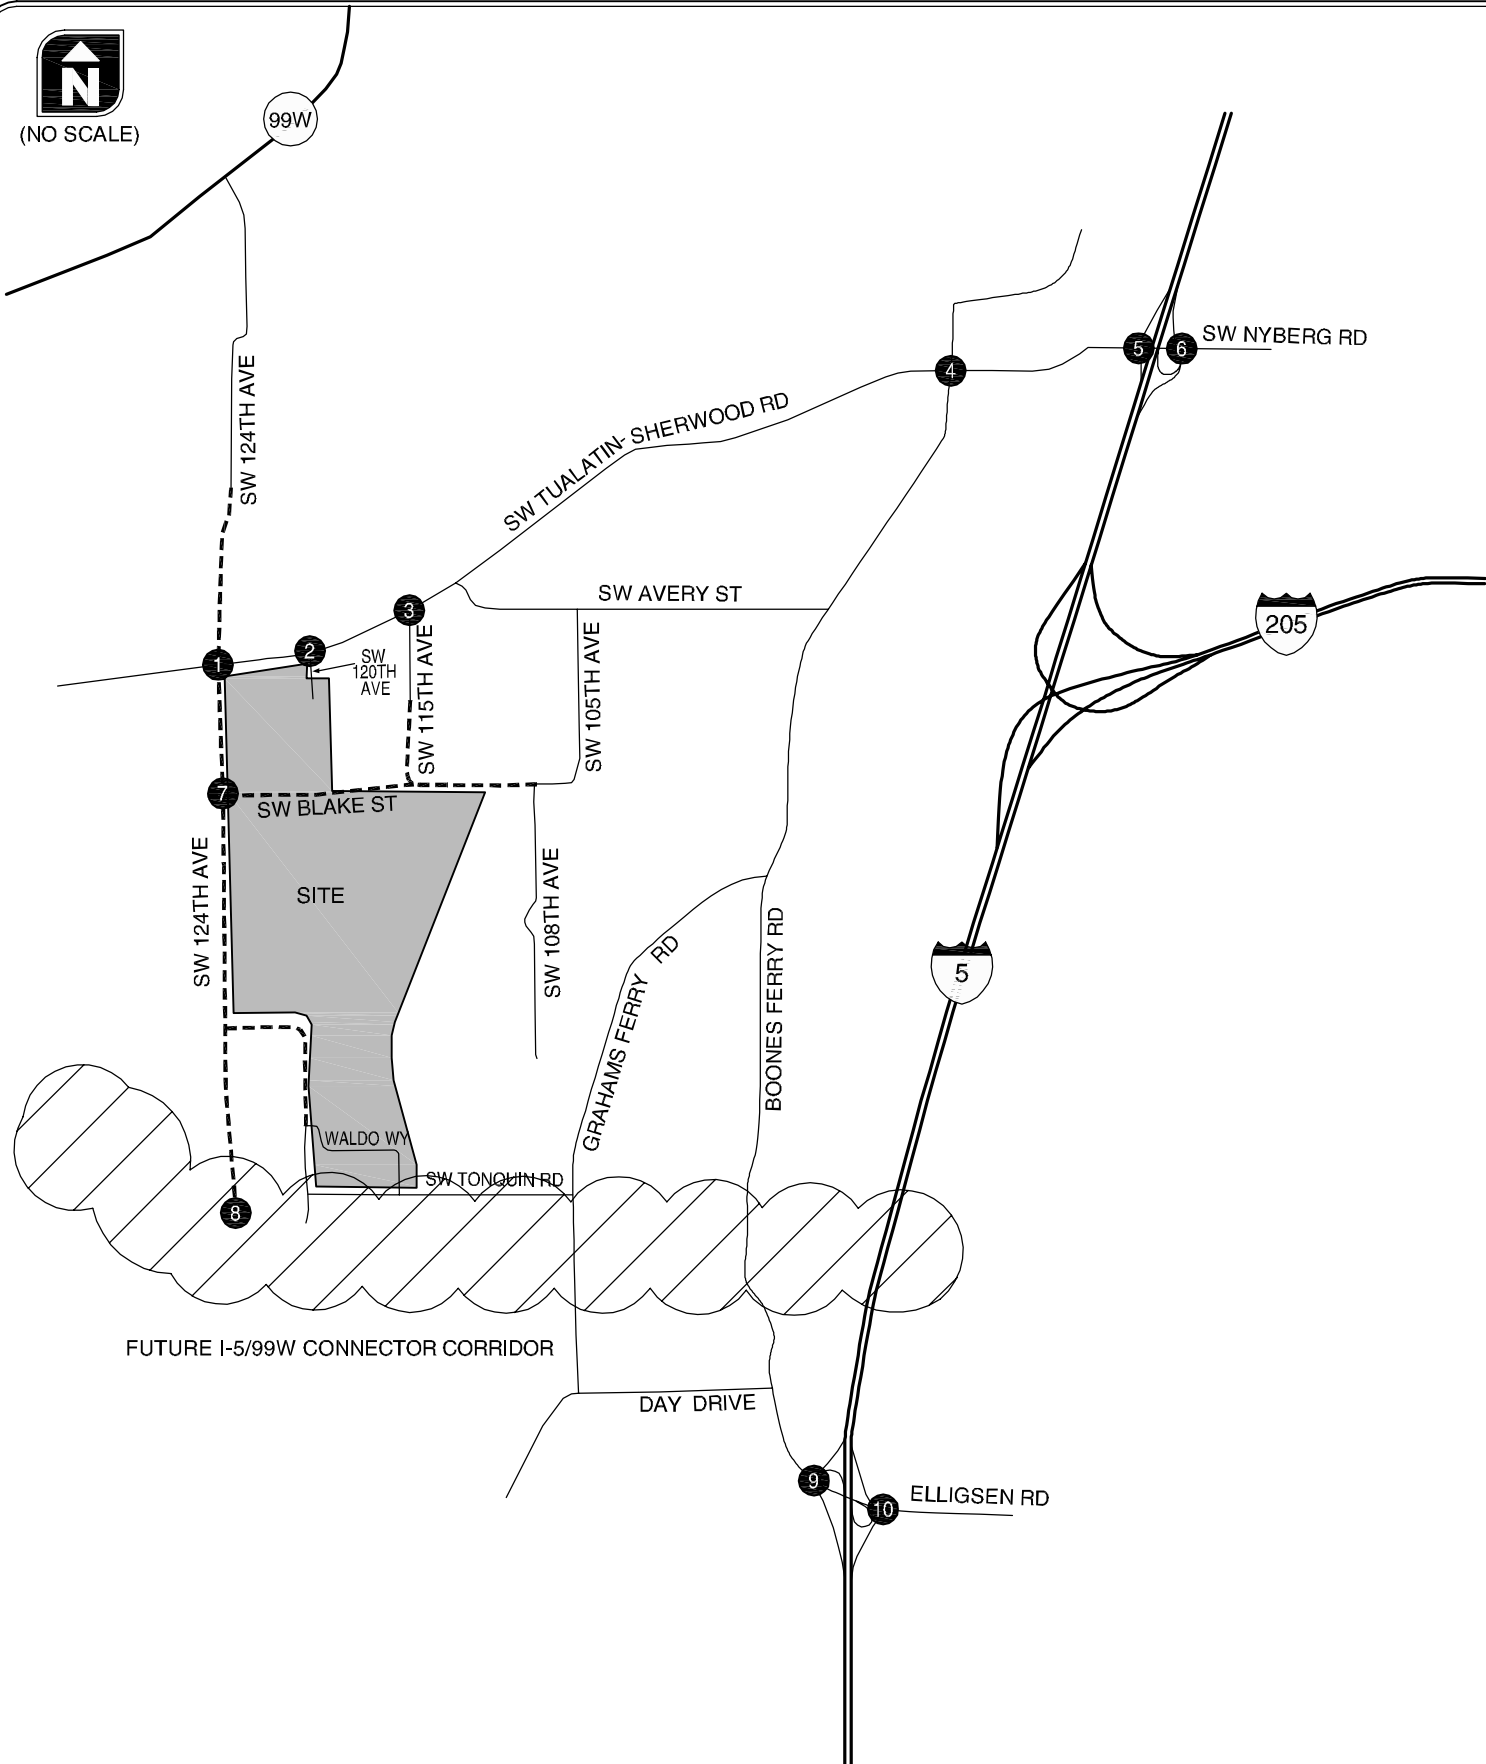 N
(NO SCALE)
99W
SW NYBERG RD
5
6
4
SW 124TH AVE
SW TUALATIN- SHERWOOD RD
SW AVERY ST
205
3
2
1
SW
120TH
AVE
SW 115TH AVE
SW 105TH AVE
7
SW BLAKE ST
SW 124TH AVE
SITE
SW 108TH AVE
GRAHAMS FERRY RD
BOONES FERRY RD
5
WALDO WY
SW TONQUIN RD
8
FUTURE I-5/99W CONNECTOR CORRIDOR
DAY DRIVE
9
10
ELLIGSEN RD